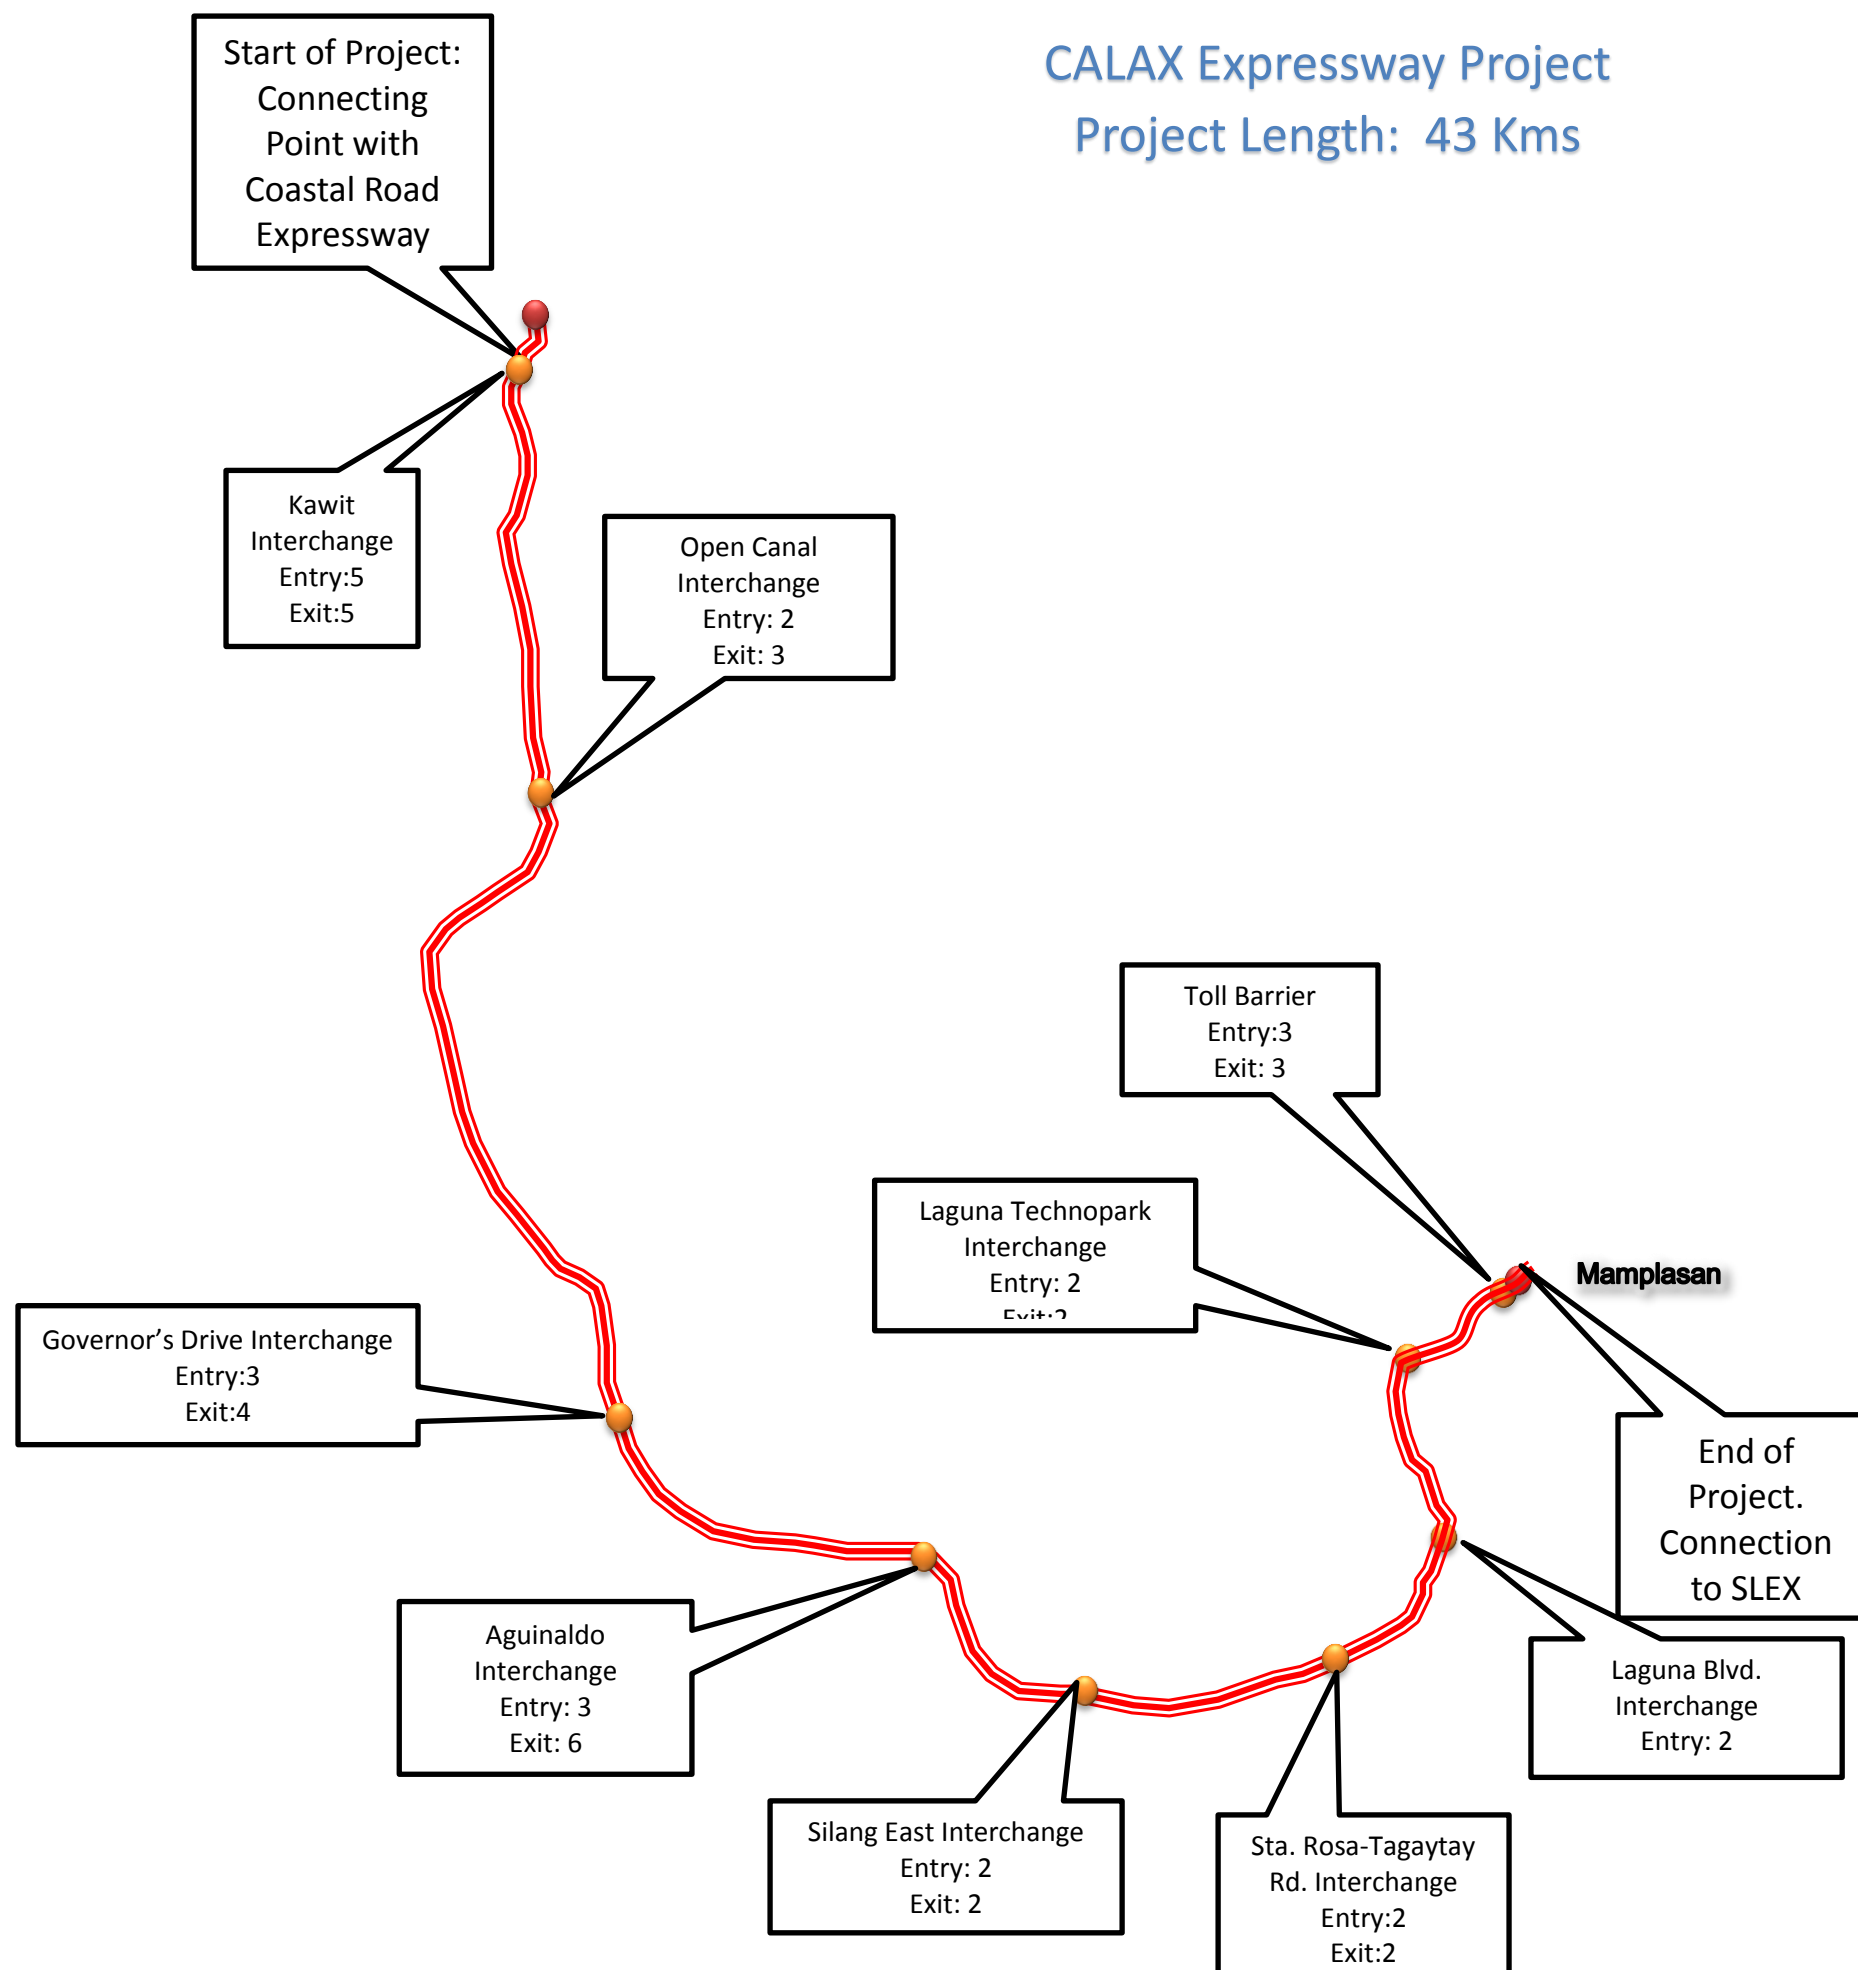 Start of Project:
Connecting
Point with
Coastal Road
Expressway
CALAX Expressway Project
Project Length: 43 Kms
Kawit
Interchange
Entry:5
Exit:5
Open Canal
Interchange
Entry: 2
Exit: 3
Toll Barrier
Entry:3
Exit: 3
Laguna Technopark
Interchange
Entry: 2
Exit:2
Mamplasan
Governor’s Drive Interchange
Entry:3
Exit:4
End of
Project.
Connection
to SLEX
Aguinaldo
Interchange
Entry: 3
Exit: 6
Laguna Blvd.
Interchange
Entry: 2
Silang East Interchange
Entry: 2
Exit: 2
Sta. Rosa-Tagaytay
Rd. Interchange
Entry:2
Exit:2